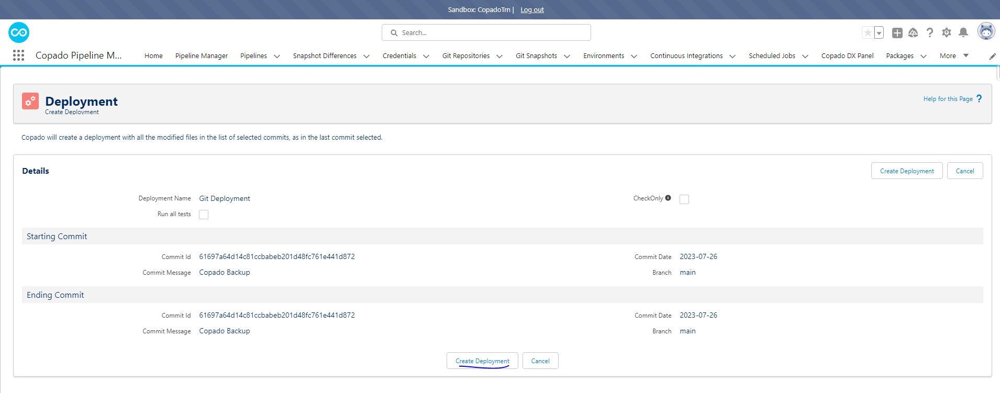 Sandbox: CopadoTrn | Log out
Search...
Copado Pipeline M... Home Pipeline Manager Pipelines Snapshot Differences Credentials Git Repositories Git Snapshots Environments Continuous Integrations Scheduled Jobs Copado DX Panel Packages More
Deployment
Create Deployment
Help for this Page ?
Copado will create a deployment with all the modified files in the list of selected commits, as in the last commit selected.
Details
Create Deployment Cancel
Deployment Name Git Deployment CheckOnly
Run all tests
Starting Commit
Commit Id 61697a64d14c81ccbabeb201d48fc761e441d872 Commit Date 2023-07-26
Commit Message Copado Backup Branch main
Ending Commit
Commit Id 61697a64d14c81ccbabeb201d48fc761e441d872 Commit Date 2023-07-26
Commit Message Copado Backup Branch main
Create Deployment Cancel